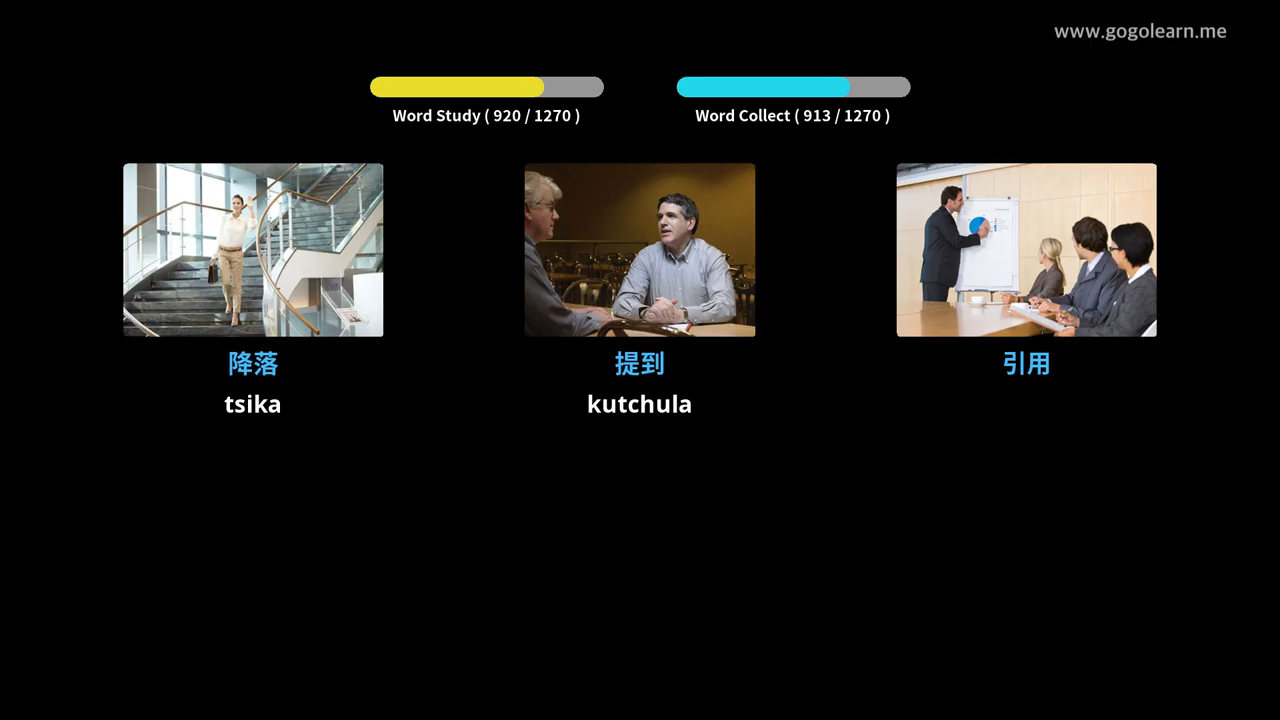 www.gogolearn.me
Word Study ( 920 / 1270 )
Word Collect ( 913 / 1270 )
降落
提到
引用
tsika
kutchula